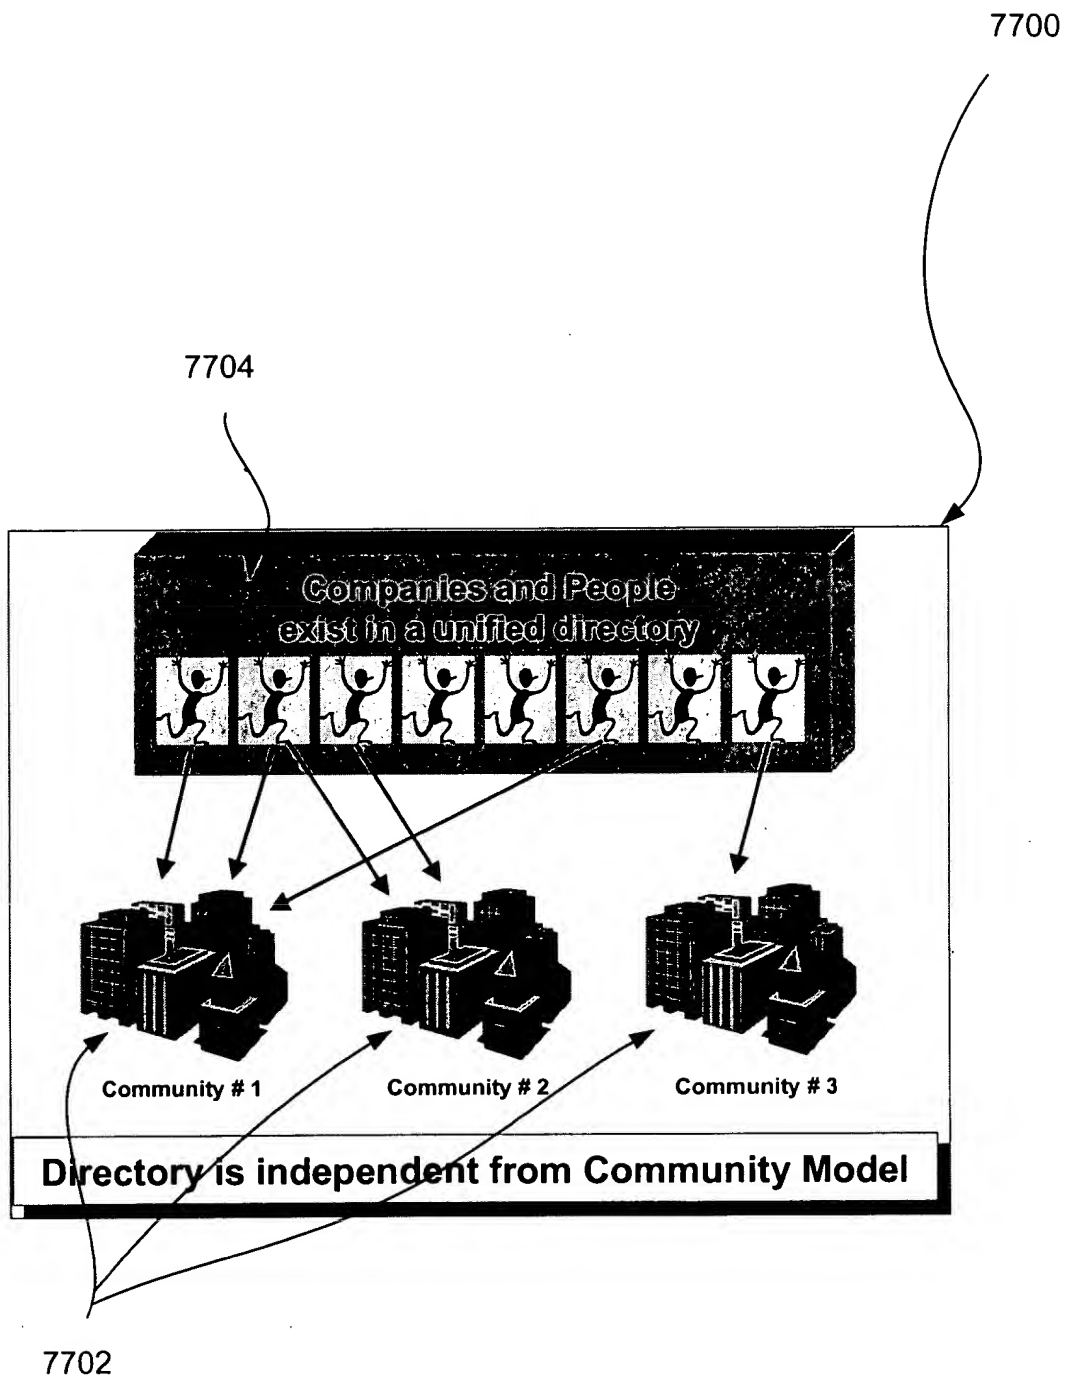 7700
7704
Companies and People
exist in a unified directory
Community # 1
Community # 2
Community # 3
Directory is independent from Community Model
7702